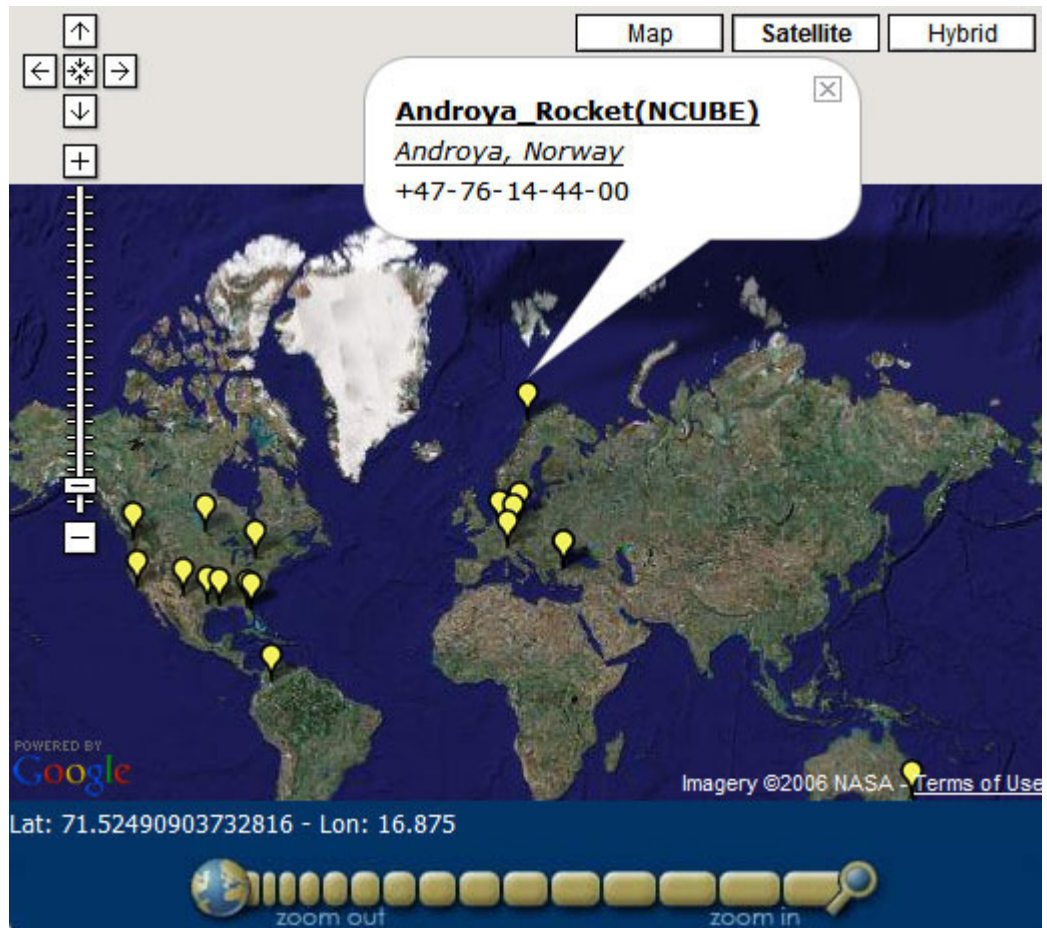 Map Satellite Hybrid
Androya_Rocket(NCUBE)
Androya, Norway
+47-76-14-44-00
POWERED BY
Google
Imagery ©2006 NASA - Terms of Use
Lat: 71.52490903732816 - Lon: 16.875
zoom out zoom in